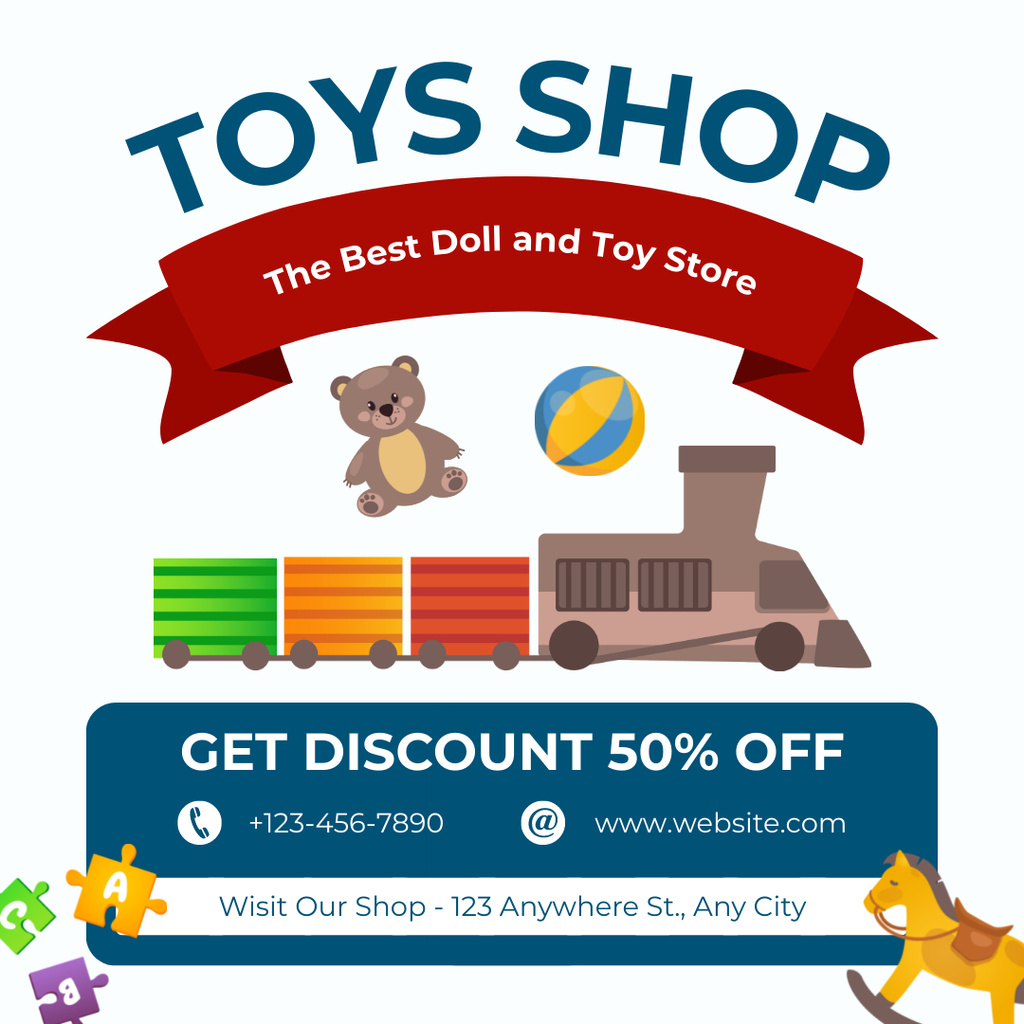 TOYS SHOP
The Best Doll and Toy Store
GET DISCOUNT 50% OFF
+123-456-7890
@ www.website.com
Wisit Our Shop - 123 Anywhere St., Any City
A
C
B